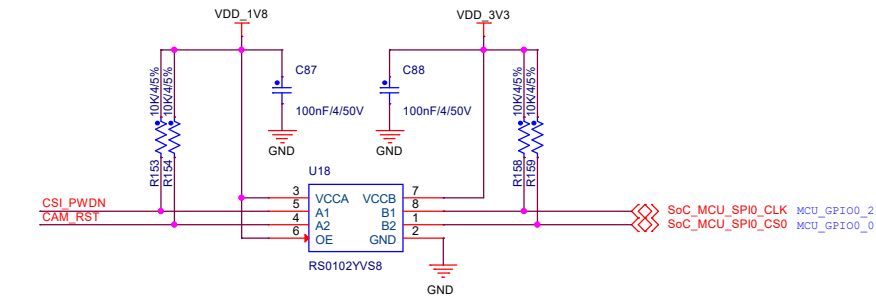 VDD_1V8
VDD_3V3
10K/4/5%
10K/4/5%
C87
100nF/4/50V
GND
C88
100nF/4/50V
GND
10K/4/5%
10K/4/5%
R153
R154
R158
R159
U18
CSI_PWDN
CAM_RST
3 VCCA VCCB 7
5 A1 B1 8
4 A2 B2 1
6 OE GND 2
SoC_MCU_SPI0_CLK MCU_GPIO0_2
SoC_MCU_SPI0_CS0 MCU_GPIO0_0
RS0102YVS8
GND